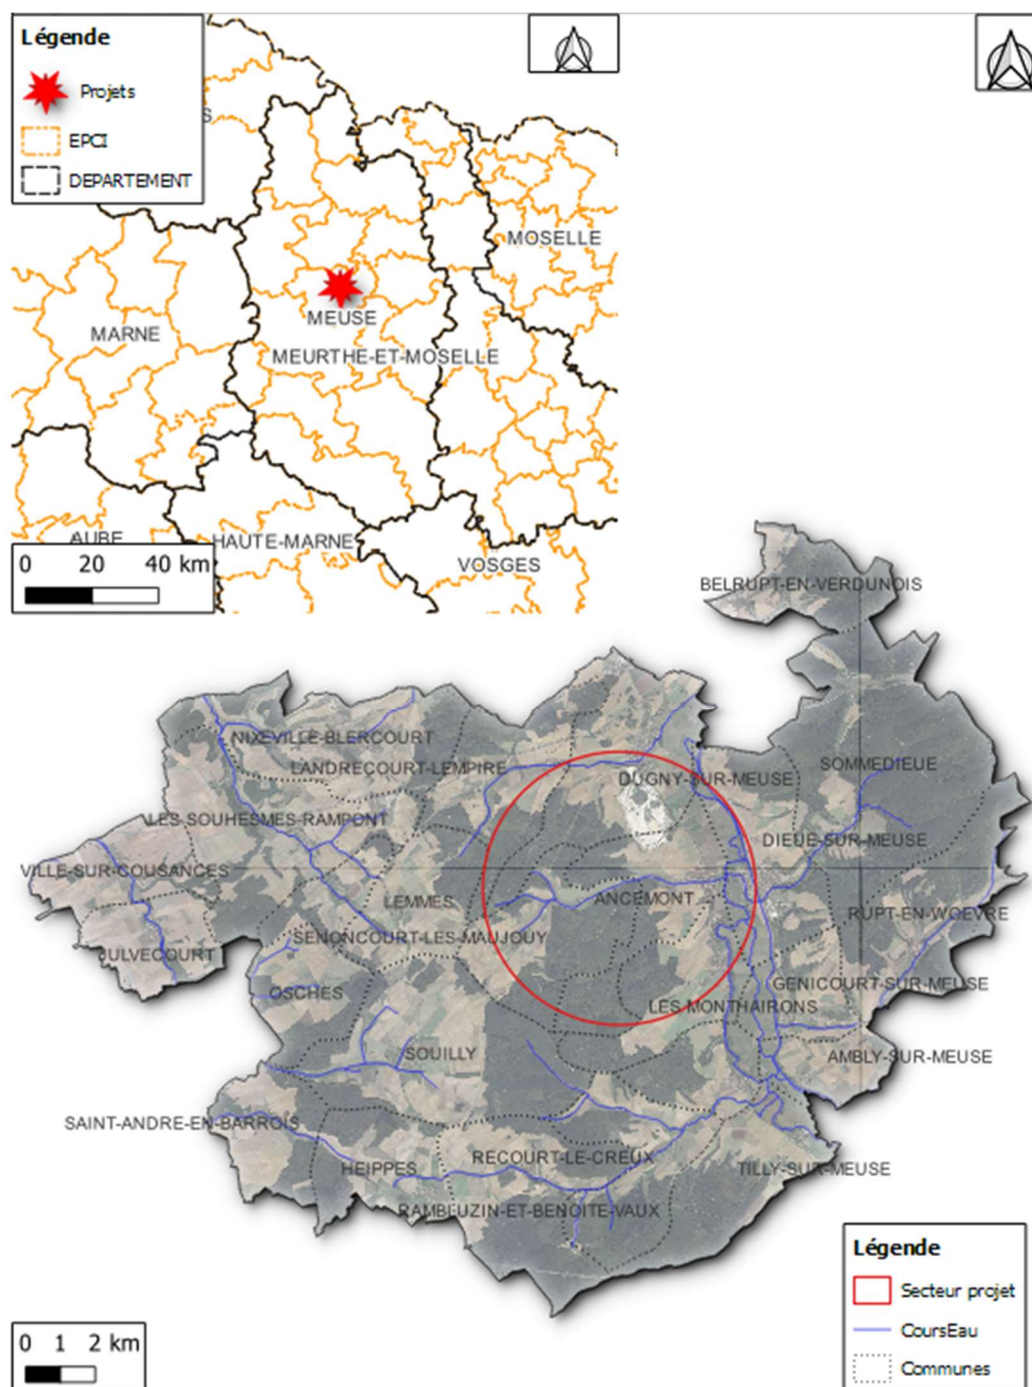 Légende
Projets
EPCI
DEPARTEMENT
S
MOSELLE
MEUSE
MARNE
MEURTHE-ET-MOSELLE
AUBE
HAUTE-MARNE
VOSGES
0 20 40 km
BELRUPT-EN-VERDUNOIS
NIXEVILLE-BLERCOURT
LANDRECOURT-LEMPIRE
DUGNY-SUR-MEUSE
SOMMEDIEUE
LES-SOUHESMES-RAMPONT
DIEUE-SUR-MEUSE
VILLE-SUR-COUSANCES
LEMMES
ANCEMONT
RUPT-EN-WOEVRE
SENONCOURT-LES-MAUJOUY
JULVECOURT
GENICOURT-SUR-MEUSE
OSCHES
LES-MONTHAIRONS
SOUILLY
AMBLY-SUR-MEUSE
SAINT-ANDRE-EN-BARROIS
RECOURT-LE-CREUX
HEIPPES
TILLY-SUR-MEUSE
RAMBLUZIN-ET-BENOITE-VAUX
Légende
Secteur projet
CoursEau
Communes
0 1 2 km